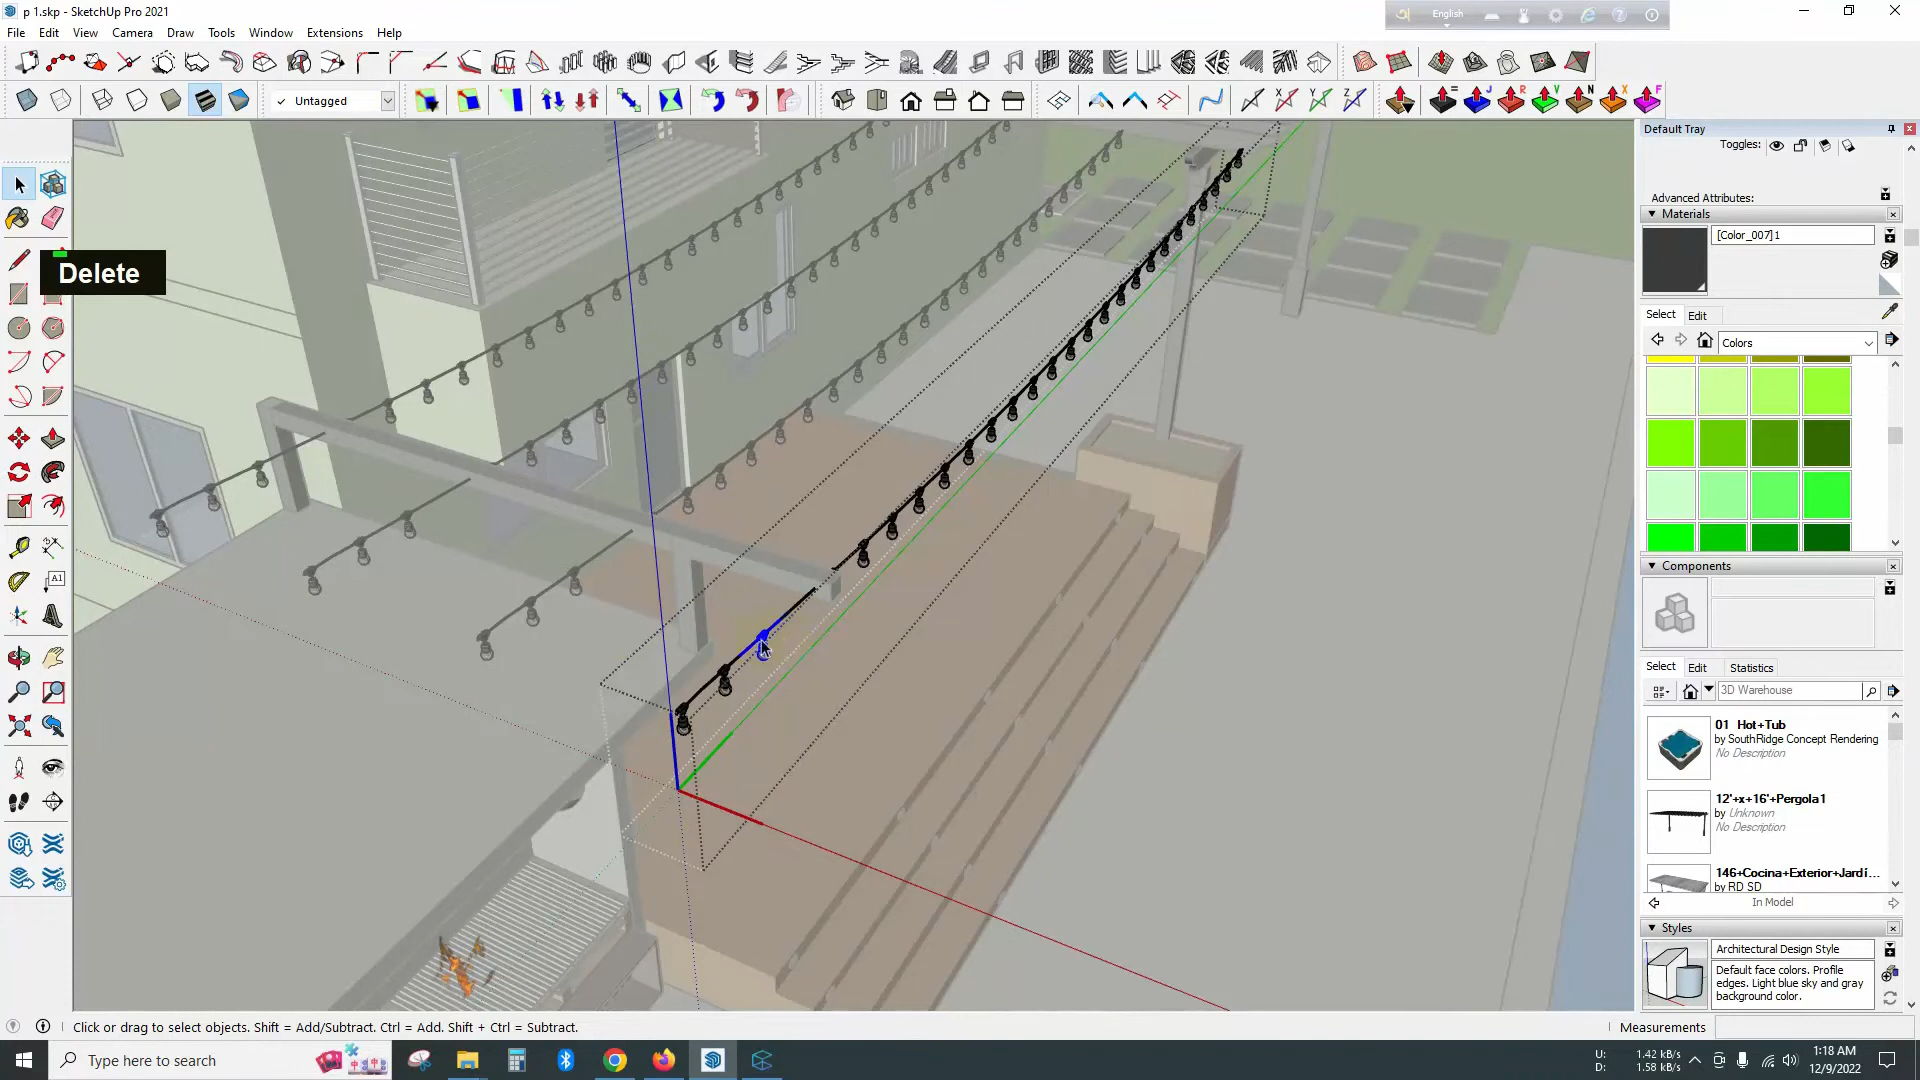 p 1.skp - SketchUp Pro 2021
English
File Edit View Camera Draw Tools Window Extensions Help
Untagged
= J R V N X F
X Y Z
Default Tray
Toggles:
Advanced Attributes:
Materials
[Color_007]1
Select Edit
Colors
Delete
A1
Components
Select Edit Statistics
3D Warehouse
01 Hot+Tub
by SouthRidge Concept Rendering
No Description
12'+x+16'+Pergola1
by Unknown
No Description
146+Cocina+Exterior+Jardi...
by RD SD
In Model
Styles
Architectural Design Style
Default face colors. Profile
edges. Light blue sky and gray
background color.
Click or drag to select objects. Shift = Add/Subtract. Ctrl = Add. Shift + Ctrl = Subtract.
Measurements
Type here to search
U: 1.42 kB/s
D: 1.58 kB/s
1:18 AM
12/9/2022